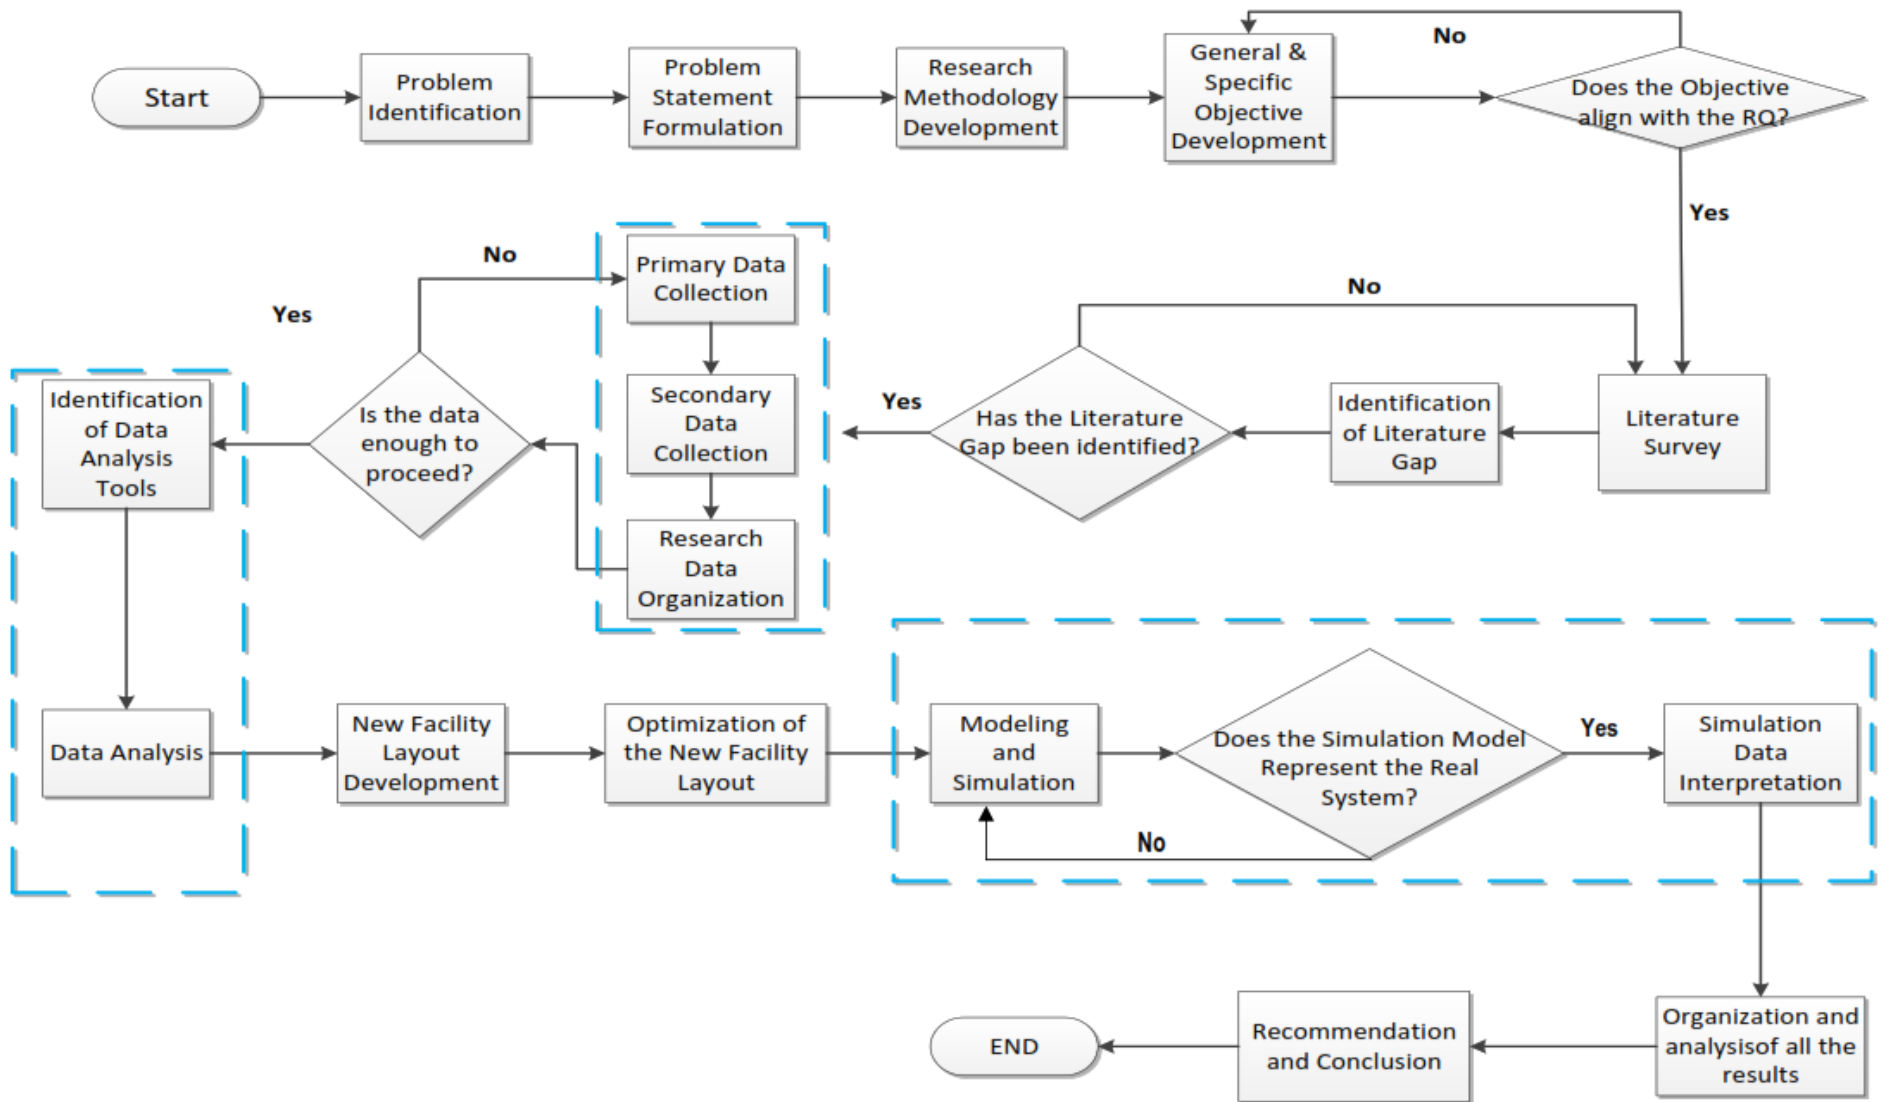 Start
Problem
Identification
Problem
Statement
Formulation
Research
Methodology
Development
General &
Specific
Objective
Development
No
Does the Objective
align with the RQ?
Yes
No
Literature
Survey
Identification
of Literature
Gap
Has the Literature
Gap been identified?
Yes
Primary Data
Collection
Secondary
Data
Collection
Research
Data
Organization
No
Is the data
enough to
proceed?
Yes
Identification
of Data
Analysis
Tools
Data Analysis
New Facility
Layout
Development
Optimization of
the New Facility
Layout
Modeling
and
Simulation
Does the Simulation Model
Represent the Real
System?
No
Yes
Simulation
Data
Interpretation
Organization and
analysisof all the
results
Recommendation
and Conclusion
END